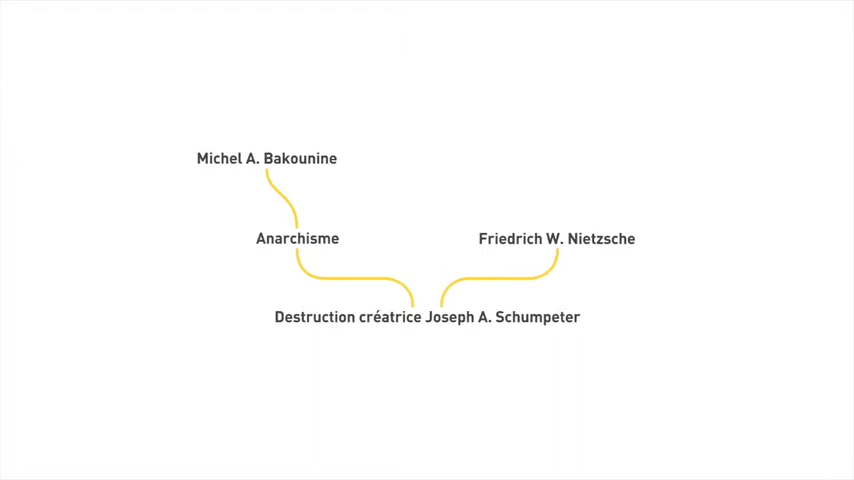 Michel A. Bakounine
Anarchisme
Friedrich W. Nietzsche
Destruction créatrice Joseph A. Schumpeter